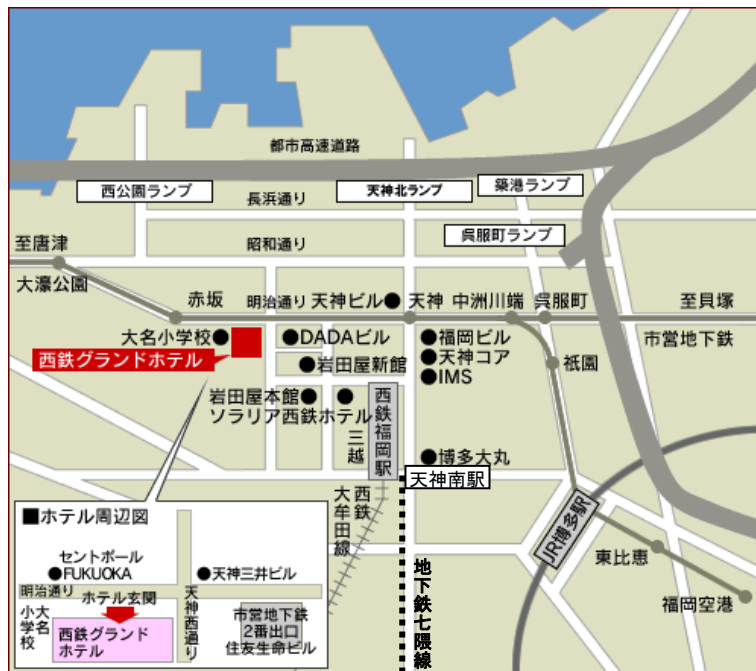 都市高速道路
西公園ランプ
天神北ランプ
築港ランプ
長浜通り
呉服町ランプ
至唐津
昭和通り
大濠公園
赤坂
明治通り
天神ビル
天神
中洲川端
呉服町
至貝塚
市営地下鉄
大名小学校
DADAビル
福岡ビル
西鉄グランドホテル
岩田屋新館
天神コア
祇園
IMS
岩田屋本館
ソラリア西鉄ホテル
西鉄福岡駅
三越
博多大丸
天神南駅
西鉄
大牟田線
JR博多駅
東比恵
福岡空港
地下鉄七隈線
■ホテル周辺図
セントポール
FUKUOKA
天神三井ビル
明治通り
ホテル玄関
天神西通り
大名
小学校
西鉄グランド
ホテル
市営地下鉄
2番出口
住友生命ビル